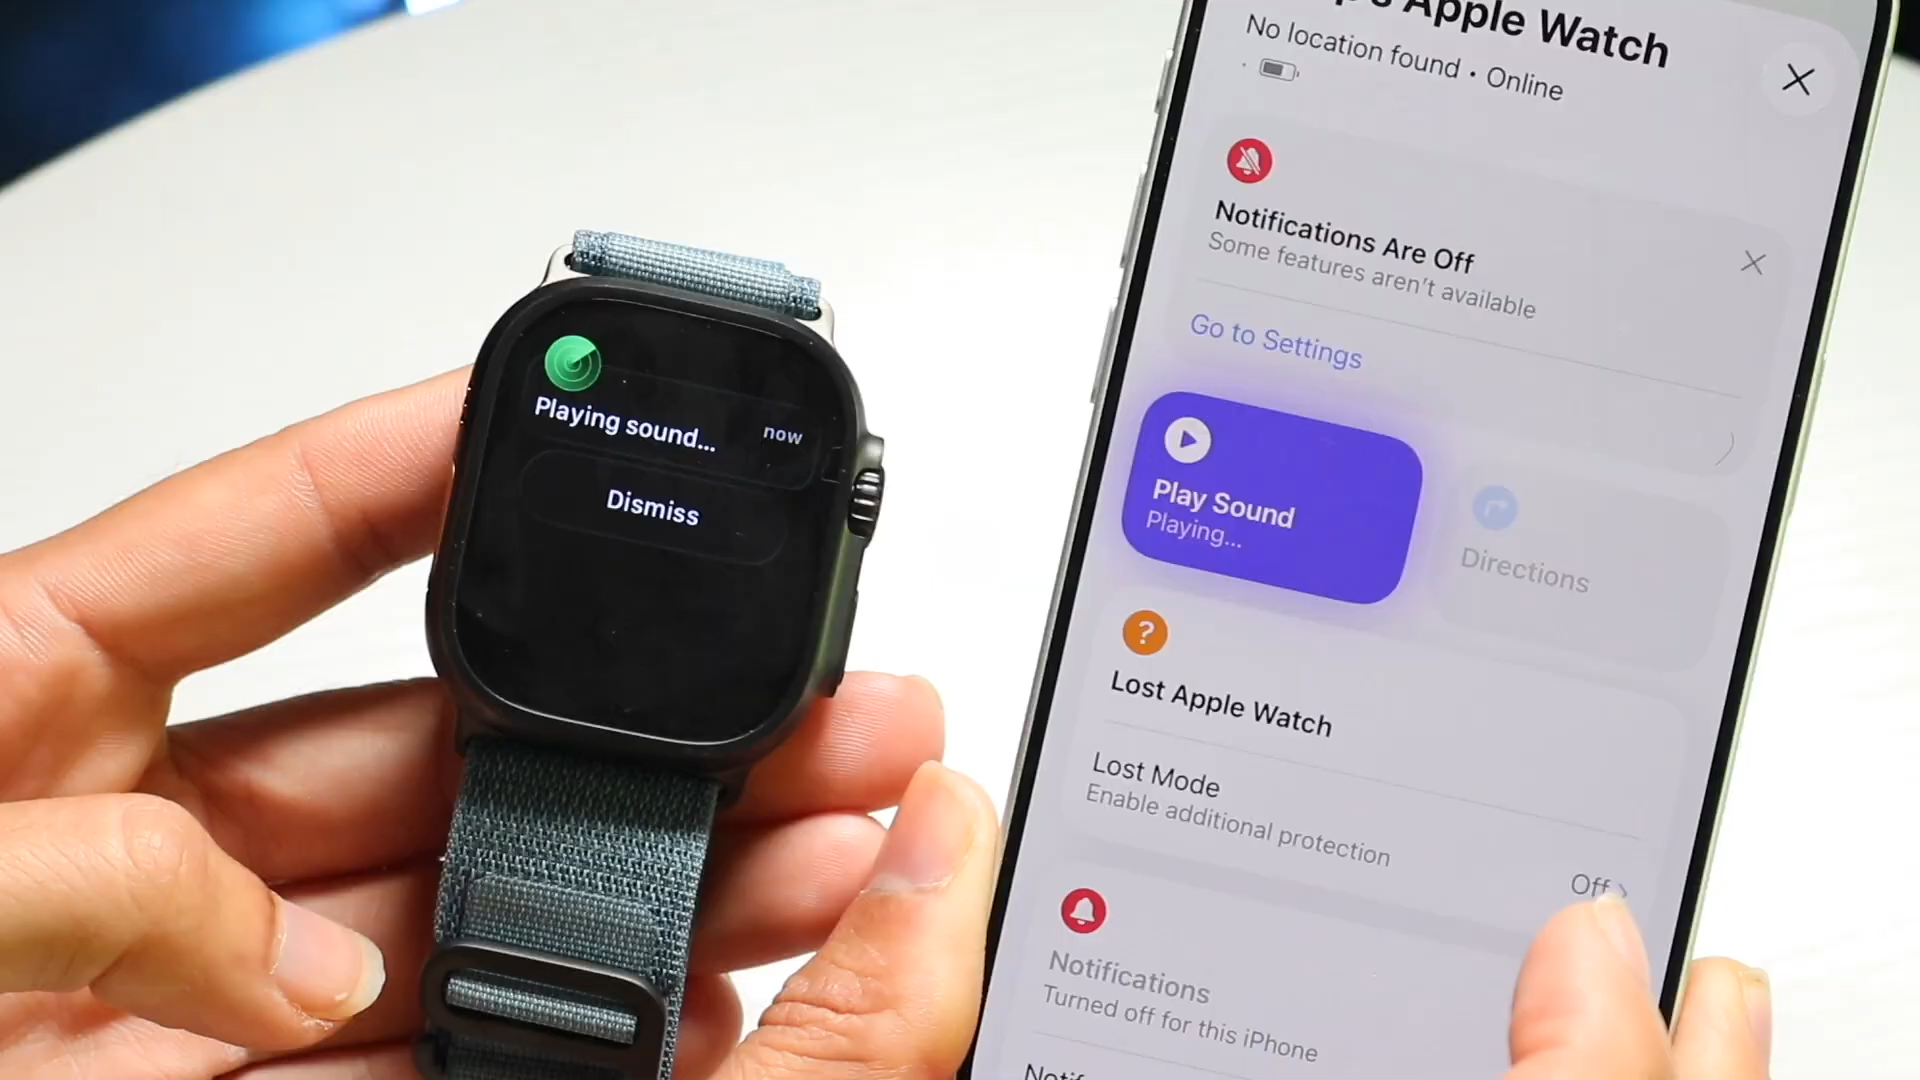 Playing sound...
now
Dismiss
Apple Watch
No location found • Online
Notifications Are Off
Some features aren't available
Go to Settings
Play Sound
Playing...
Directions
?
Lost Apple Watch
Lost Mode
Enable additional protection
Off
Notifications
Turned off for this iPhone